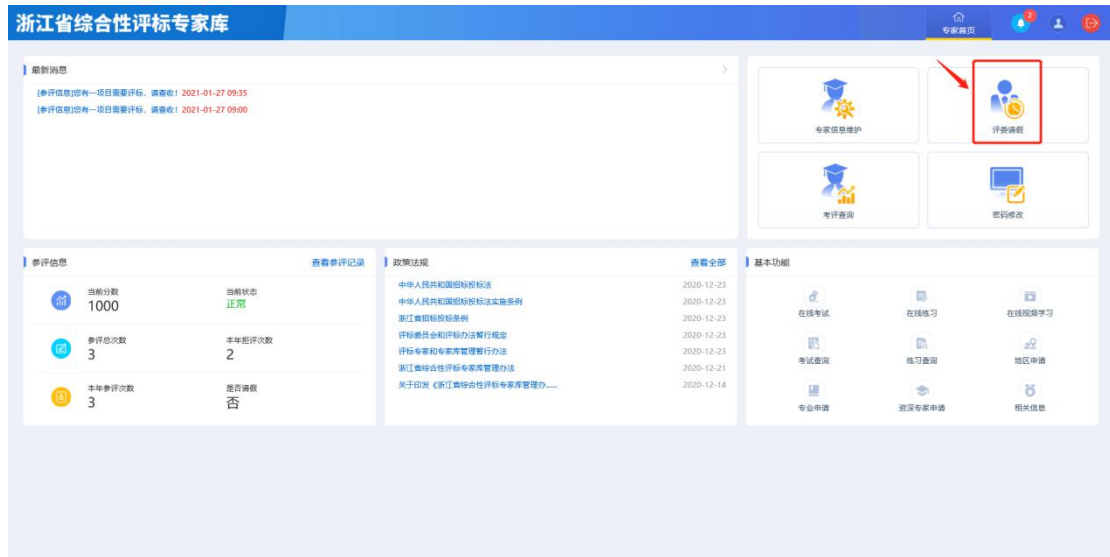 浙江省综合性评标专家库
专家首页
2
最新消息
[参评信息]您有一项目需要评标，请查收！2021-01-27 09:35
[参评信息]您有一项目需要评标，请查收！2021-01-27 09:00
专家信息维护
评委请假
考评查询
密码修改
参评信息
查看参评记录
当前分数
1000
当前状态
正常
参评总次数
3
本年拒评次数
2
本年参评次数
3
是否请假
否
政策法规
查看全部
中华人民共和国招标投标法 2020-12-23
中华人民共和国招标投标法实施条例 2020-12-23
浙江省招标投标条例 2020-12-23
评标委员会和评标办法暂行规定 2020-12-23
评标专家和专家库管理暂行办法 2020-12-23
浙江省综合性评标专家库管理办法 2020-12-21
关于印发《浙江省综合性评标专家库管理办...... 2020-12-14
基本功能
在线考试
在线练习
在线视频学习
考试查询
练习查询
地区申请
专业申请
资深专家申请
相关信息